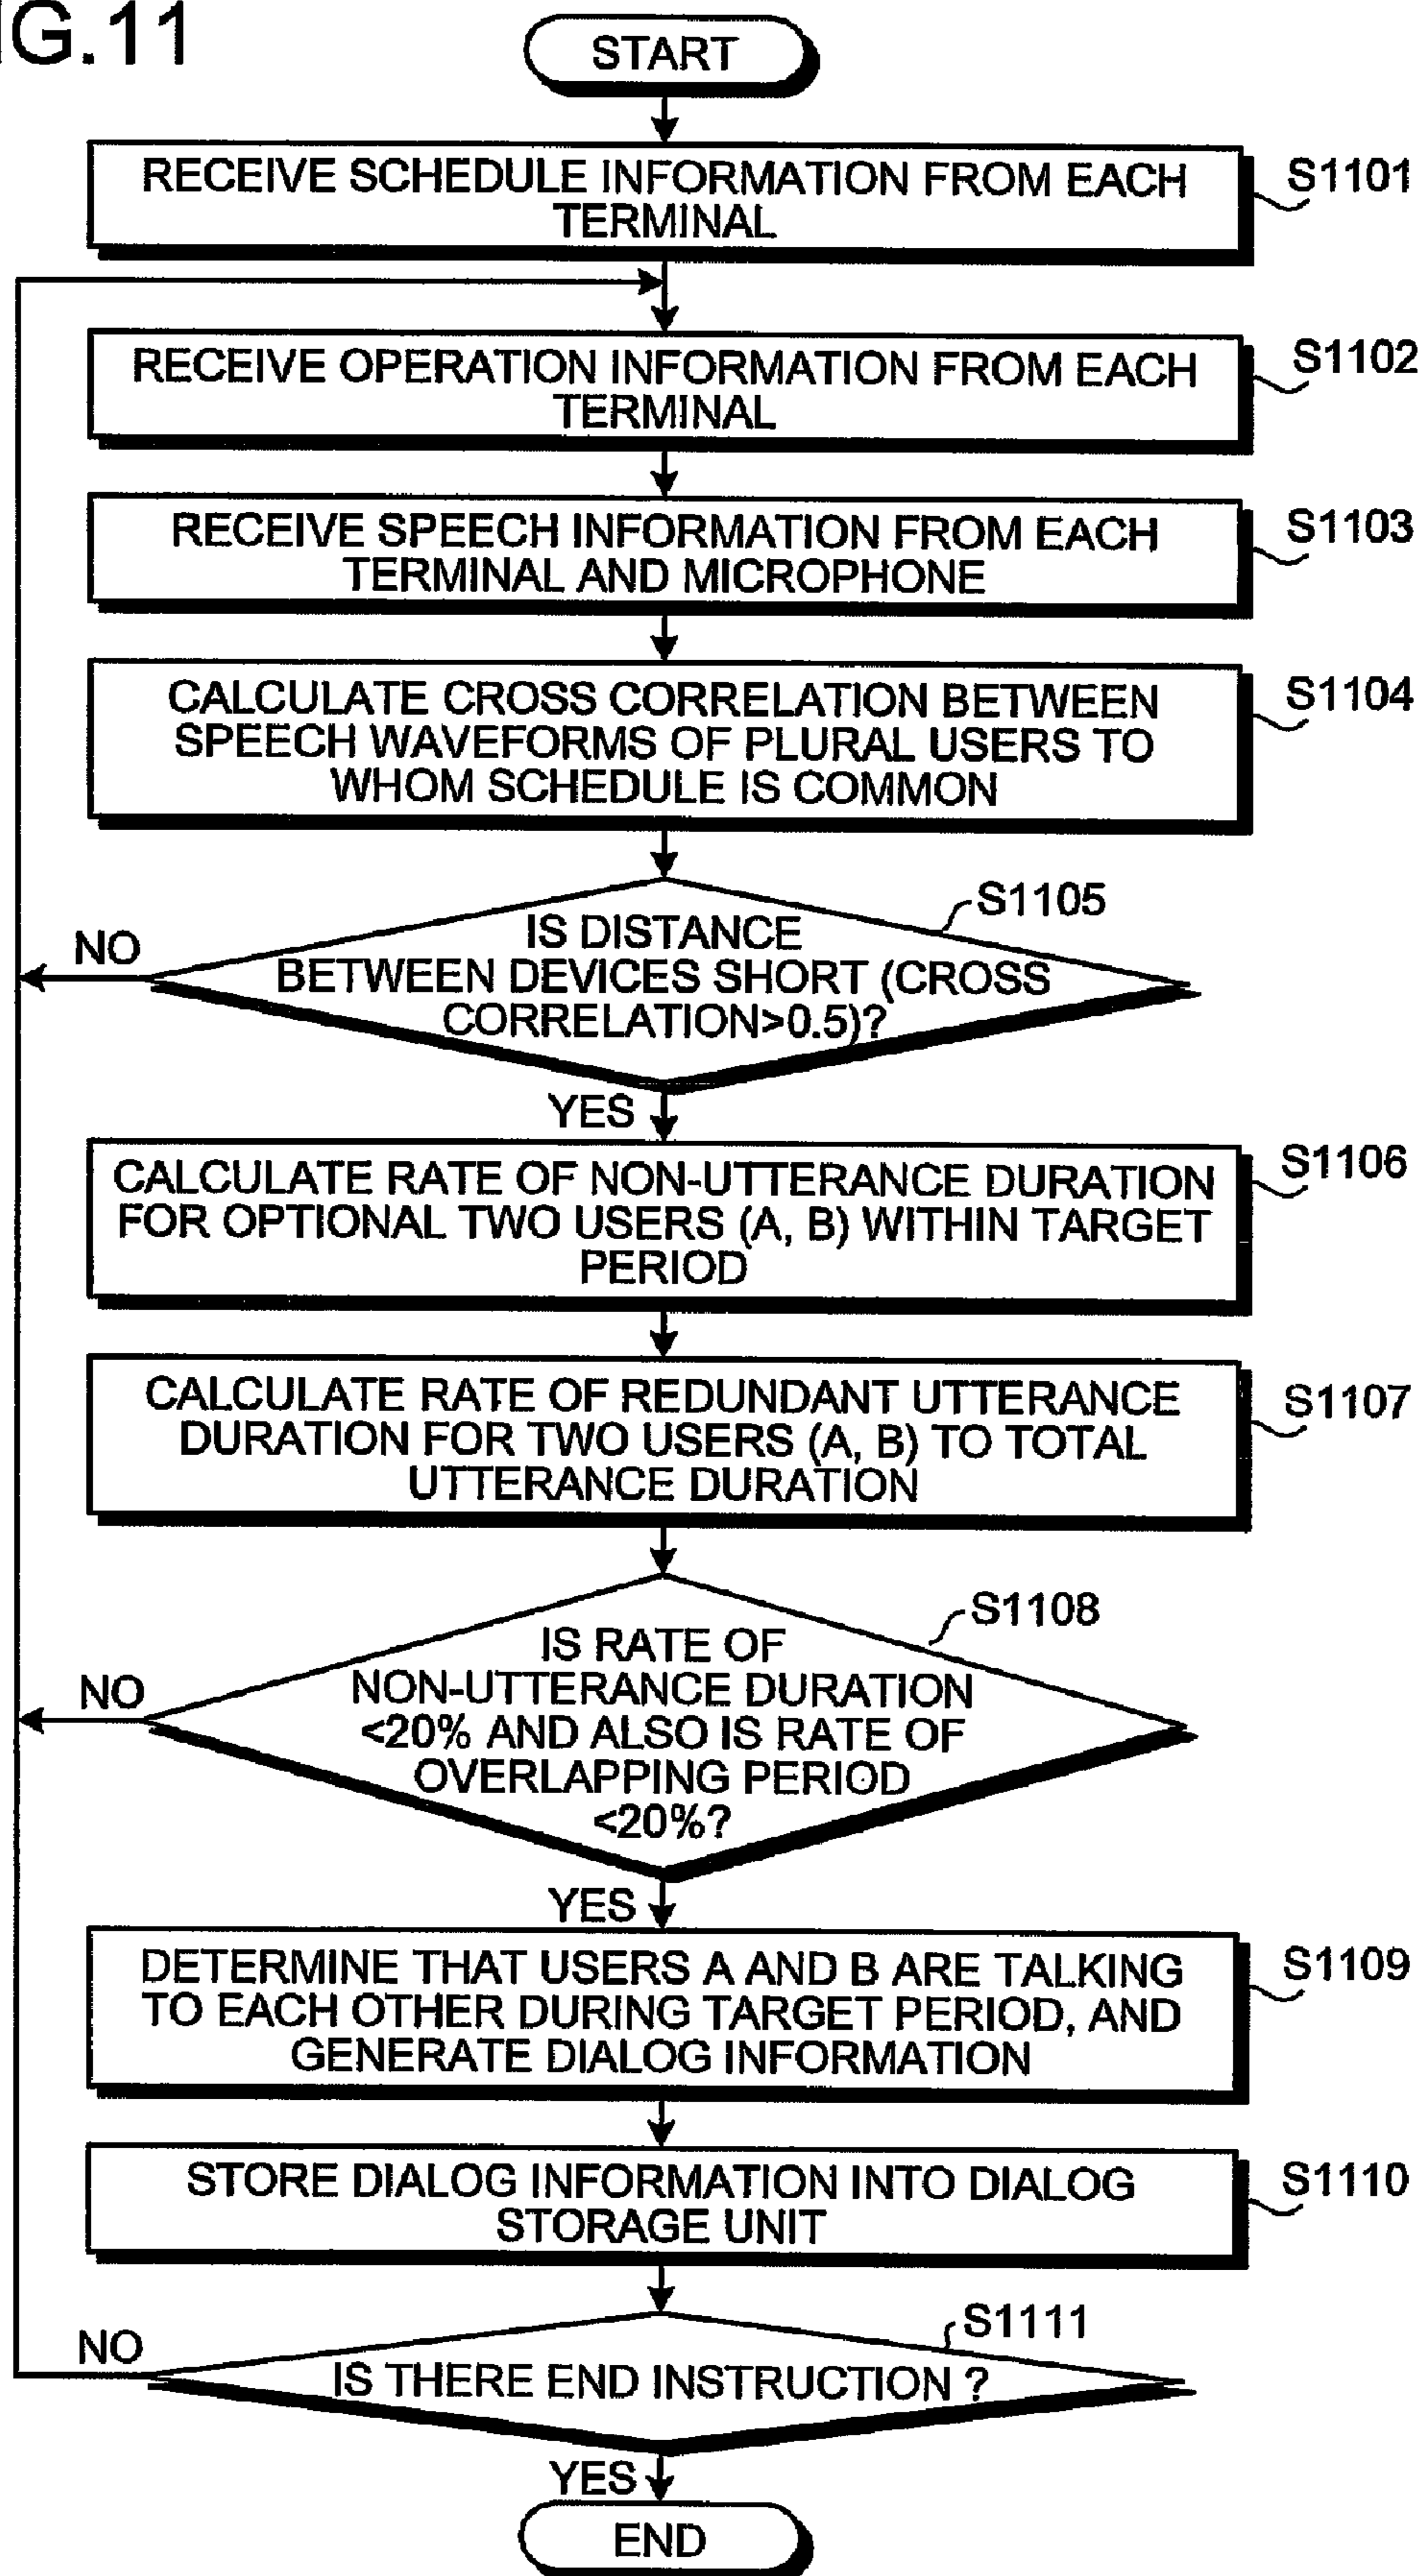 IG.11
START
RECEIVE SCHEDULE INFORMATION FROM EACH
TERMINAL
S1101
RECEIVE OPERATION INFORMATION FROM EACH
TERMINAL
S1102
RECEIVE SPEECH INFORMATION FROM EACH
TERMINAL AND MICROPHONE
S1103
CALCULATE CROSS CORRELATION BETWEEN
SPEECH WAVEFORMS OF PLURAL USERS TO
WHOM SCHEDULE IS COMMON
S1104
S1105
IS DISTANCE
BETWEEN DEVICES SHORT (CROSS
CORRELATION>0.5)?
NO
YES
CALCULATE RATE OF NON-UTTERANCE DURATION
FOR OPTIONAL TWO USERS (A, B) WITHIN TARGET
PERIOD
S1106
CALCULATE RATE OF REDUNDANT UTTERANCE
DURATION FOR TWO USERS (A, B) TO TOTAL
UTTERANCE DURATION
S1107
S1108
IS RATE OF
NON-UTTERANCE DURATION
<20% AND ALSO IS RATE OF
OVERLAPPING PERIOD
<20%?
NO
YES
DETERMINE THAT USERS A AND B ARE TALKING
TO EACH OTHER DURING TARGET PERIOD, AND
GENERATE DIALOG INFORMATION
S1109
STORE DIALOG INFORMATION INTO DIALOG
STORAGE UNIT
S1110
S1111
NO
IS THERE END INSTRUCTION ?
YES
END